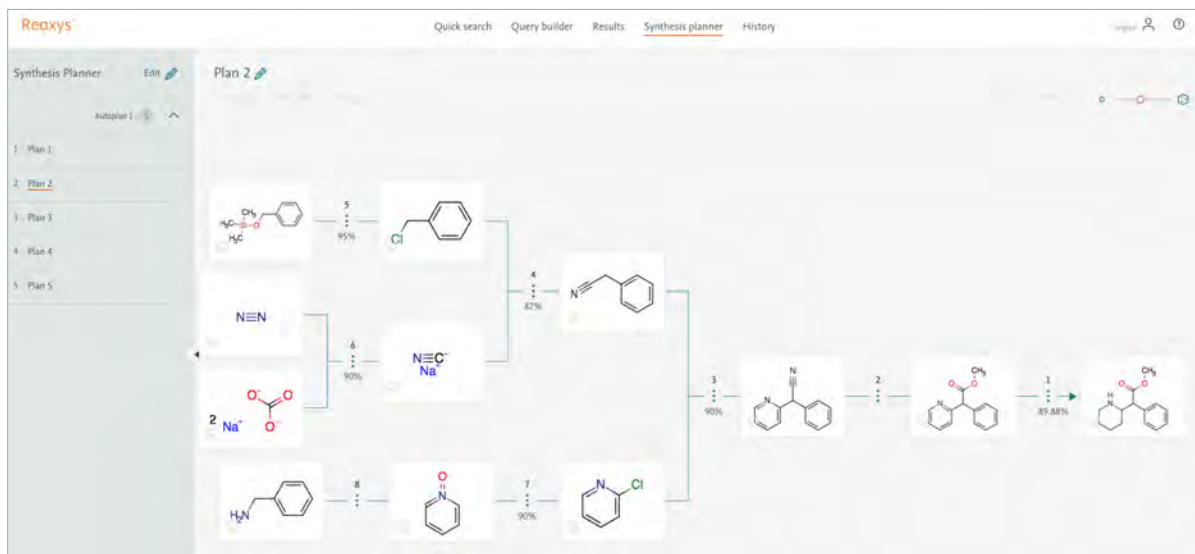 Reaxys
Quick search Query builder Results Synthesis planner History
Synthesis Planner Edit
Autoplan 1 5
1 Plan 1
2 Plan 2
3 Plan 3
4 Plan 4
5 Plan 5
Plan 2
CH₃
H₃C Si O
CH₃
5
95%
Cl
N≡N
2 Na⁺ O⁻ O O⁻
6
90%
N≡C⁻
Na⁺
4
87%
N
H₂N
8
O
N
7
90%
N Cl
3
90%
N
N
2
CH₃
O O
N
1
89.88%
CH₃
O O
H
N